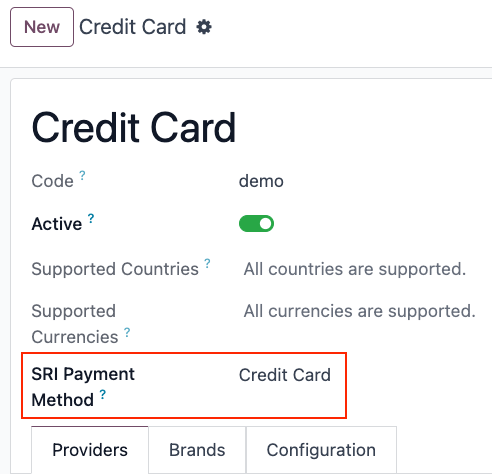 New Credit Card
Credit Card
Code ? demo
Active ?
Supported Countries ? All countries are supported.
Supported All currencies are supported.
Currencies ?
SRI Payment Credit Card
Method ?
Providers Brands Configuration